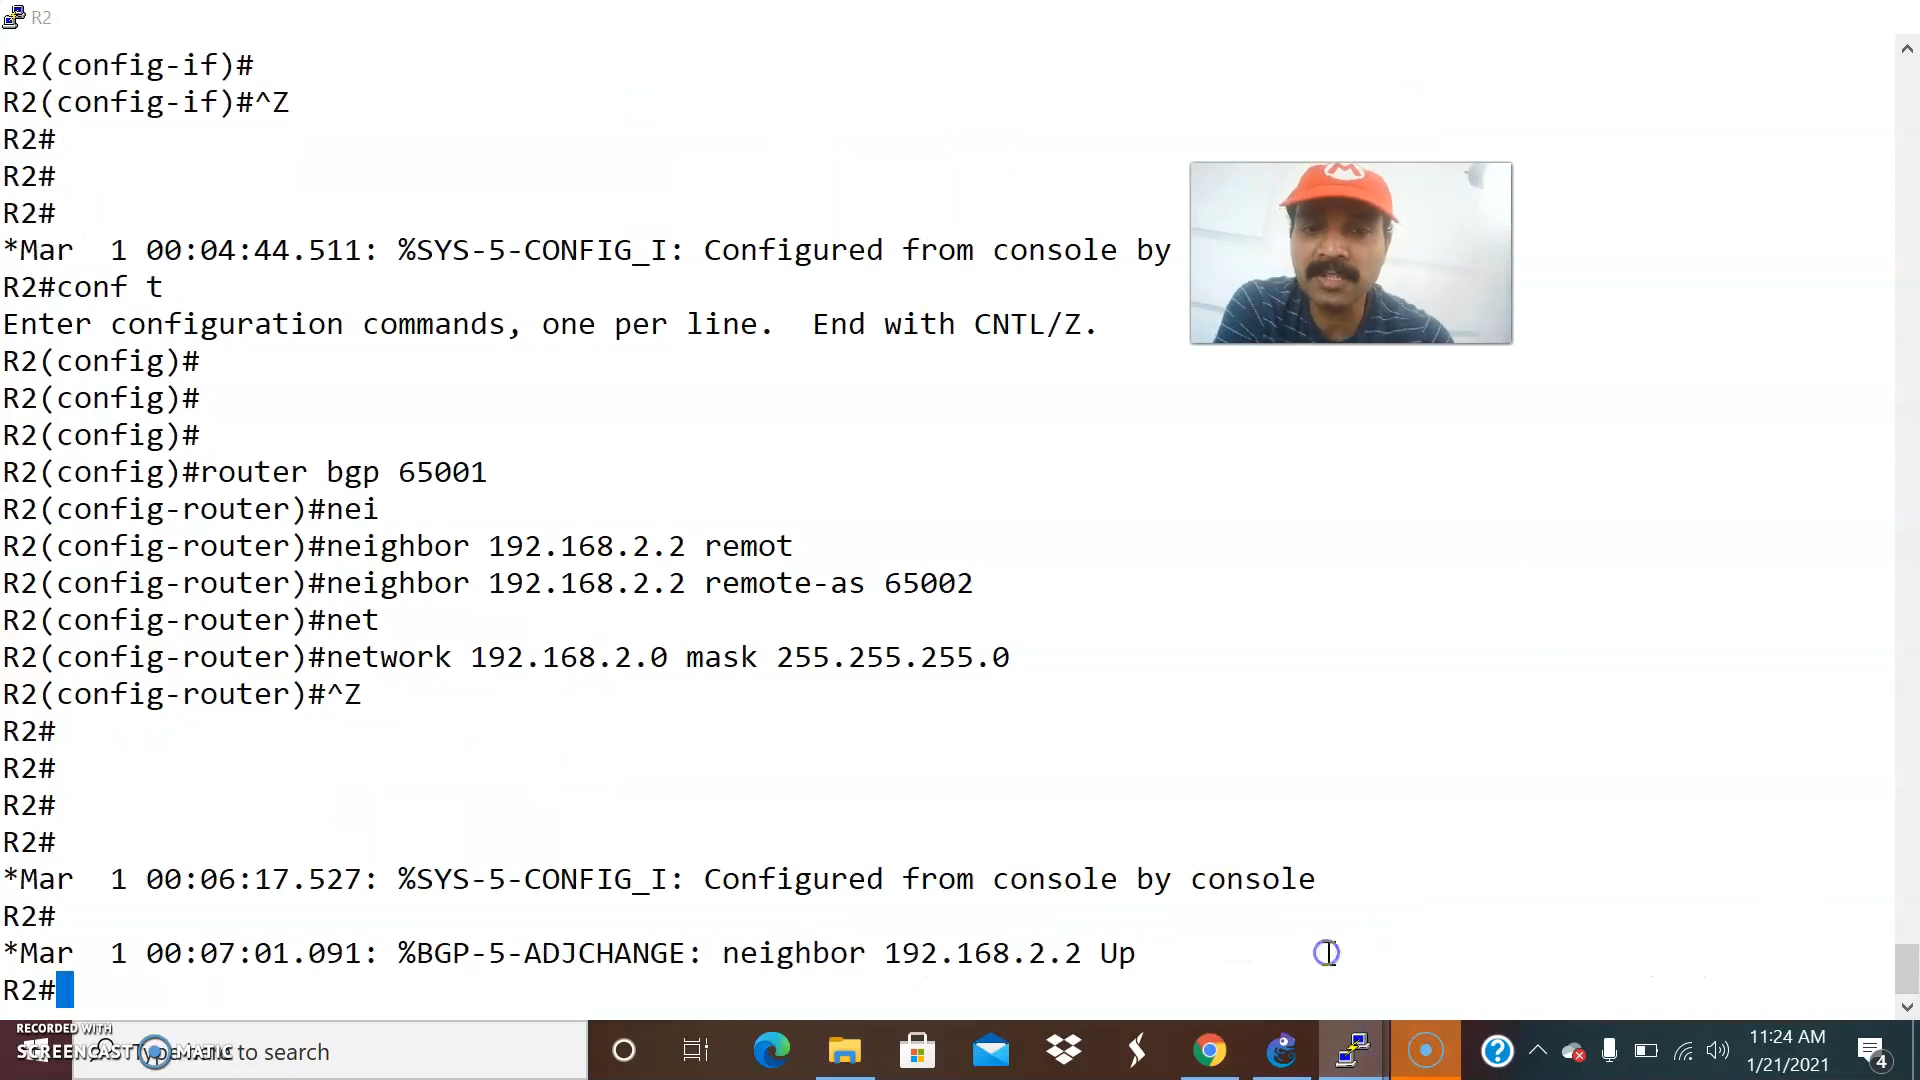 R2
R2(config-if)#
R2(config-if)#^Z
R2#
R2#
R2#
*Mar  1 00:04:44.511: %SYS-5-CONFIG_I: Configured from console by
R2#conf t
Enter configuration commands, one per line.  End with CNTL/Z.
R2(config)#
R2(config)#
R2(config)#
R2(config)#router bgp 65001
R2(config-router)#nei
R2(config-router)#neighbor 192.168.2.2 remot
R2(config-router)#neighbor 192.168.2.2 remote-as 65002
R2(config-router)#net
R2(config-router)#network 192.168.2.0 mask 255.255.255.0
R2(config-router)#^Z
R2#
R2#
R2#
R2#
*Mar  1 00:06:17.527: %SYS-5-CONFIG_I: Configured from console by console
R2#
*Mar  1 00:07:01.091: %BGP-5-ADJCHANGE: neighbor 192.168.2.2 Up
R2#
M
RECORDED WITH
SCREENCAST MATIC
to search
11:24 AM
1/21/2021
4